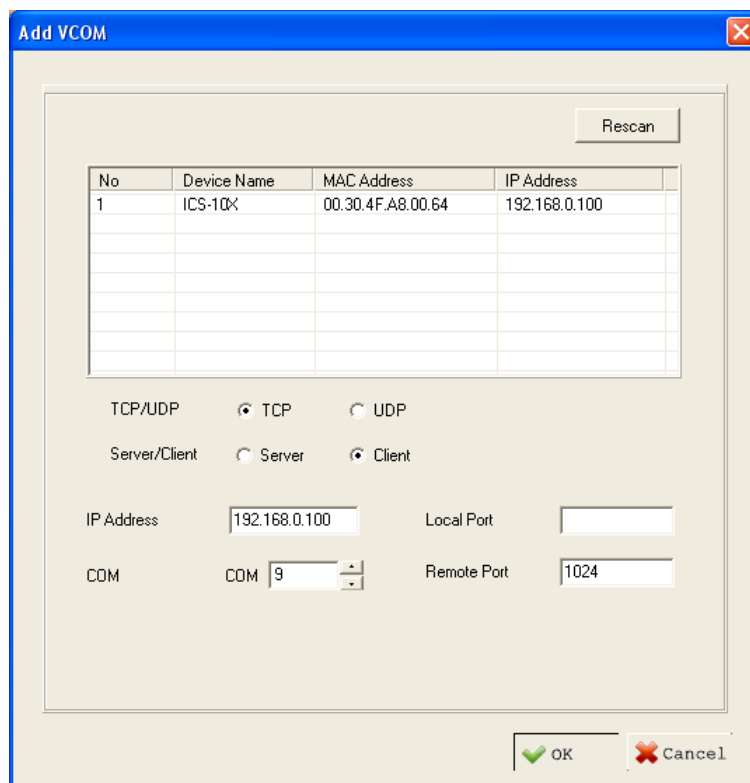 Add VCOM
Rescan
No Device Name MAC Address IP Address
1 ICS-10X 00.30.4F.A8.00.64 192.168.0.100
TCP/UDP TCP UDP
Server/Client Server Client
IP Address 192.168.0.100 Local Port
COM COM 9 Remote Port 1024
OK Cancel